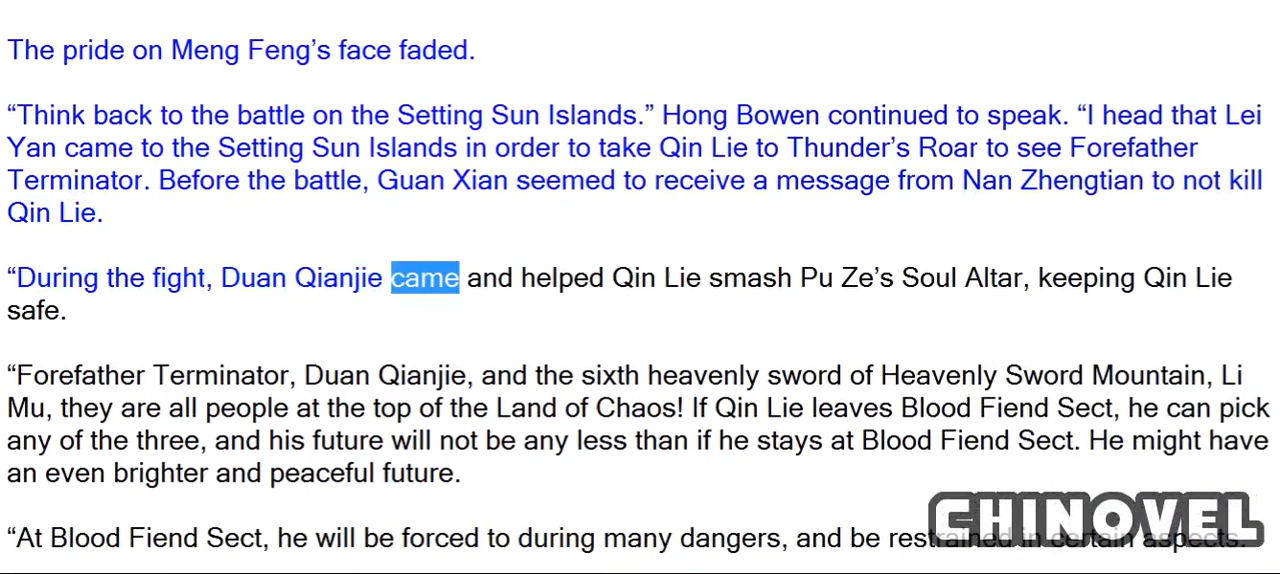 The pride on Meng Feng’s face faded.
“Think back to the battle on the Setting Sun Islands.” Hong Bowen continued to speak. “I head that Lei
Yan came to the Setting Sun Islands in order to take Qin Lie to Thunder’s Roar to see Forefather
Terminator. Before the battle, Guan Xian seemed to receive a message from Nan Zhengtian to not kill
Qin Lie.
“During the fight, Duan Qianjie came and helped Qin Lie smash Pu Ze’s Soul Altar, keeping Qin Lie
safe.
“Forefather Terminator, Duan Qianjie, and the sixth heavenly sword of Heavenly Sword Mountain, Li
Mu, they are all people at the top of the Land of Chaos! If Qin Lie leaves Blood Fiend Sect, he can pick
any of the three, and his future will not be any less than if he stays at Blood Fiend Sect. He might have
an even brighter and peaceful future.
“At Blood Fiend Sect, he will be forced to during many dangers, and be restrained in certain aspects.
CHINOVEL